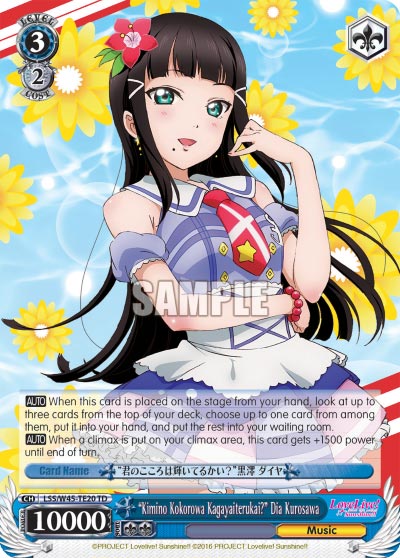 LEVEL
3
2
COST
SAMPLE
AUTO When this card is placed on the stage from your hand, look at up to
three cards from the top of your deck, choose up to one card from among
them, put it into your hand, and put the rest into your waiting room.
AUTO When a climax is put on your climax area, this card gets +1500 power
until end of turn.
Card Name “君のこころは輝いてるかい?”黒澤 ダイヤ
CH LSS/W45-TE20 TD
“Kimino Kokorowa Kagayaiterukai?” Dia Kurosawa
LoveLive!
Sunshine!!
POWER
10000
Music
©PROJECT Lovelive! Sunshine!! ©2016 PROJECT Lovelive! Sunshine!!